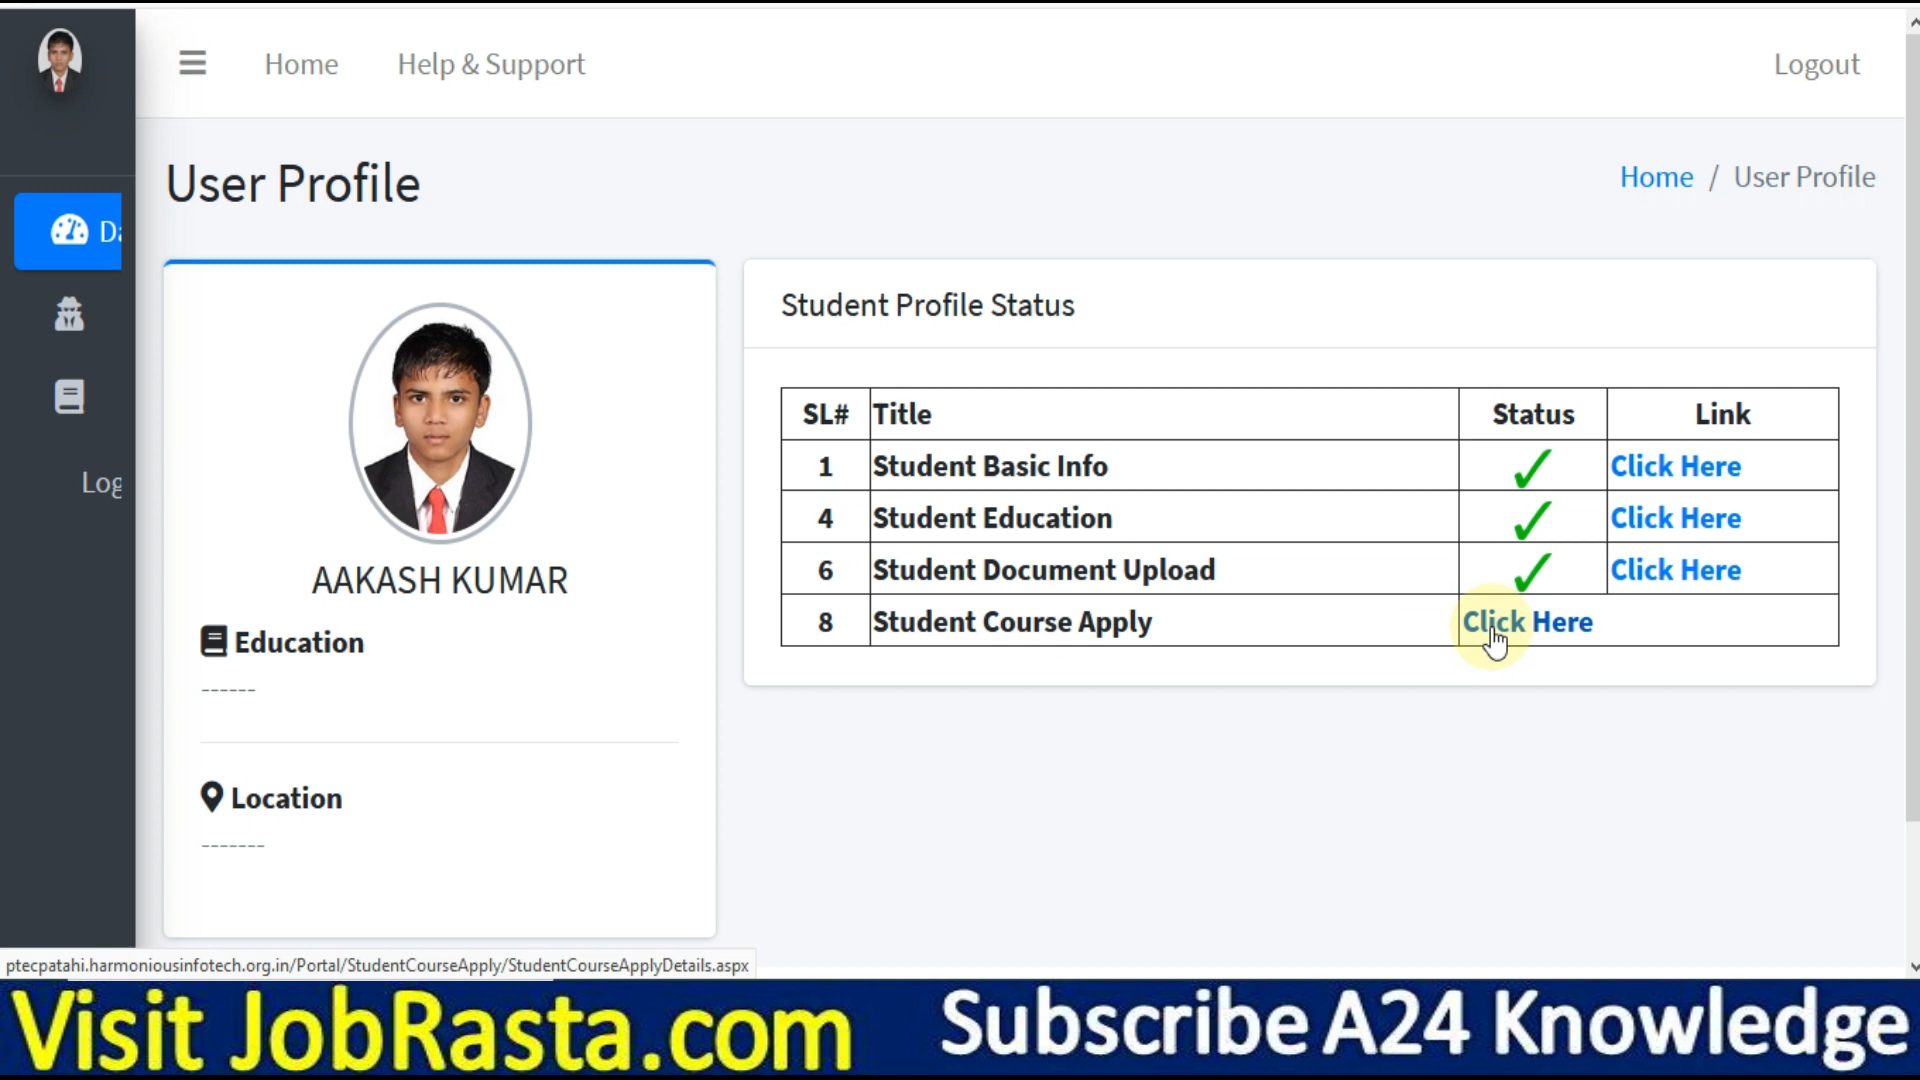 Home Help & Support Logout
User Profile
Home / User Profile
Da
Log
AAKASH KUMAR
Education
------
Location
-------
Student Profile Status
SL# Title Status Link
1 Student Basic Info ✓ Click Here
4 Student Education ✓ Click Here
6 Student Document Upload ✓ Click Here
8 Student Course Apply Click Here
ptecpatahi.harmoniousinfotech.org.in/Portal/StudentCourseApply/StudentCourseApplyDetails.aspx
Visit JobRasta.com Subscribe A24 Knowledge